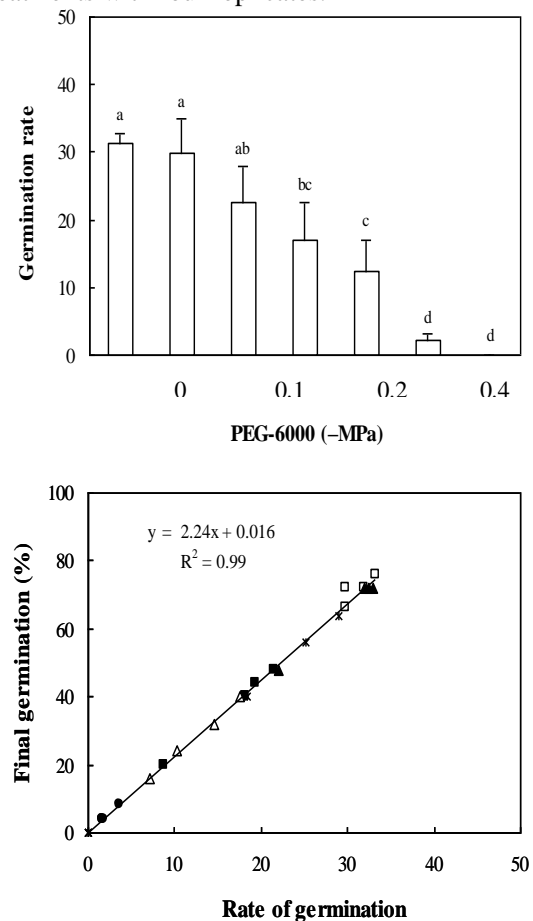 50
40
30
20
10
0
Germination rate
a
a
ab
bc
c
d
d
0 0.1 0.2 0.4
PEG-6000 (–MPa)
100
80
60
40
20
0
Final germination (%)
y = 2.24x + 0.016
R² = 0.99
0 10 20 30 40 50
Rate of germination